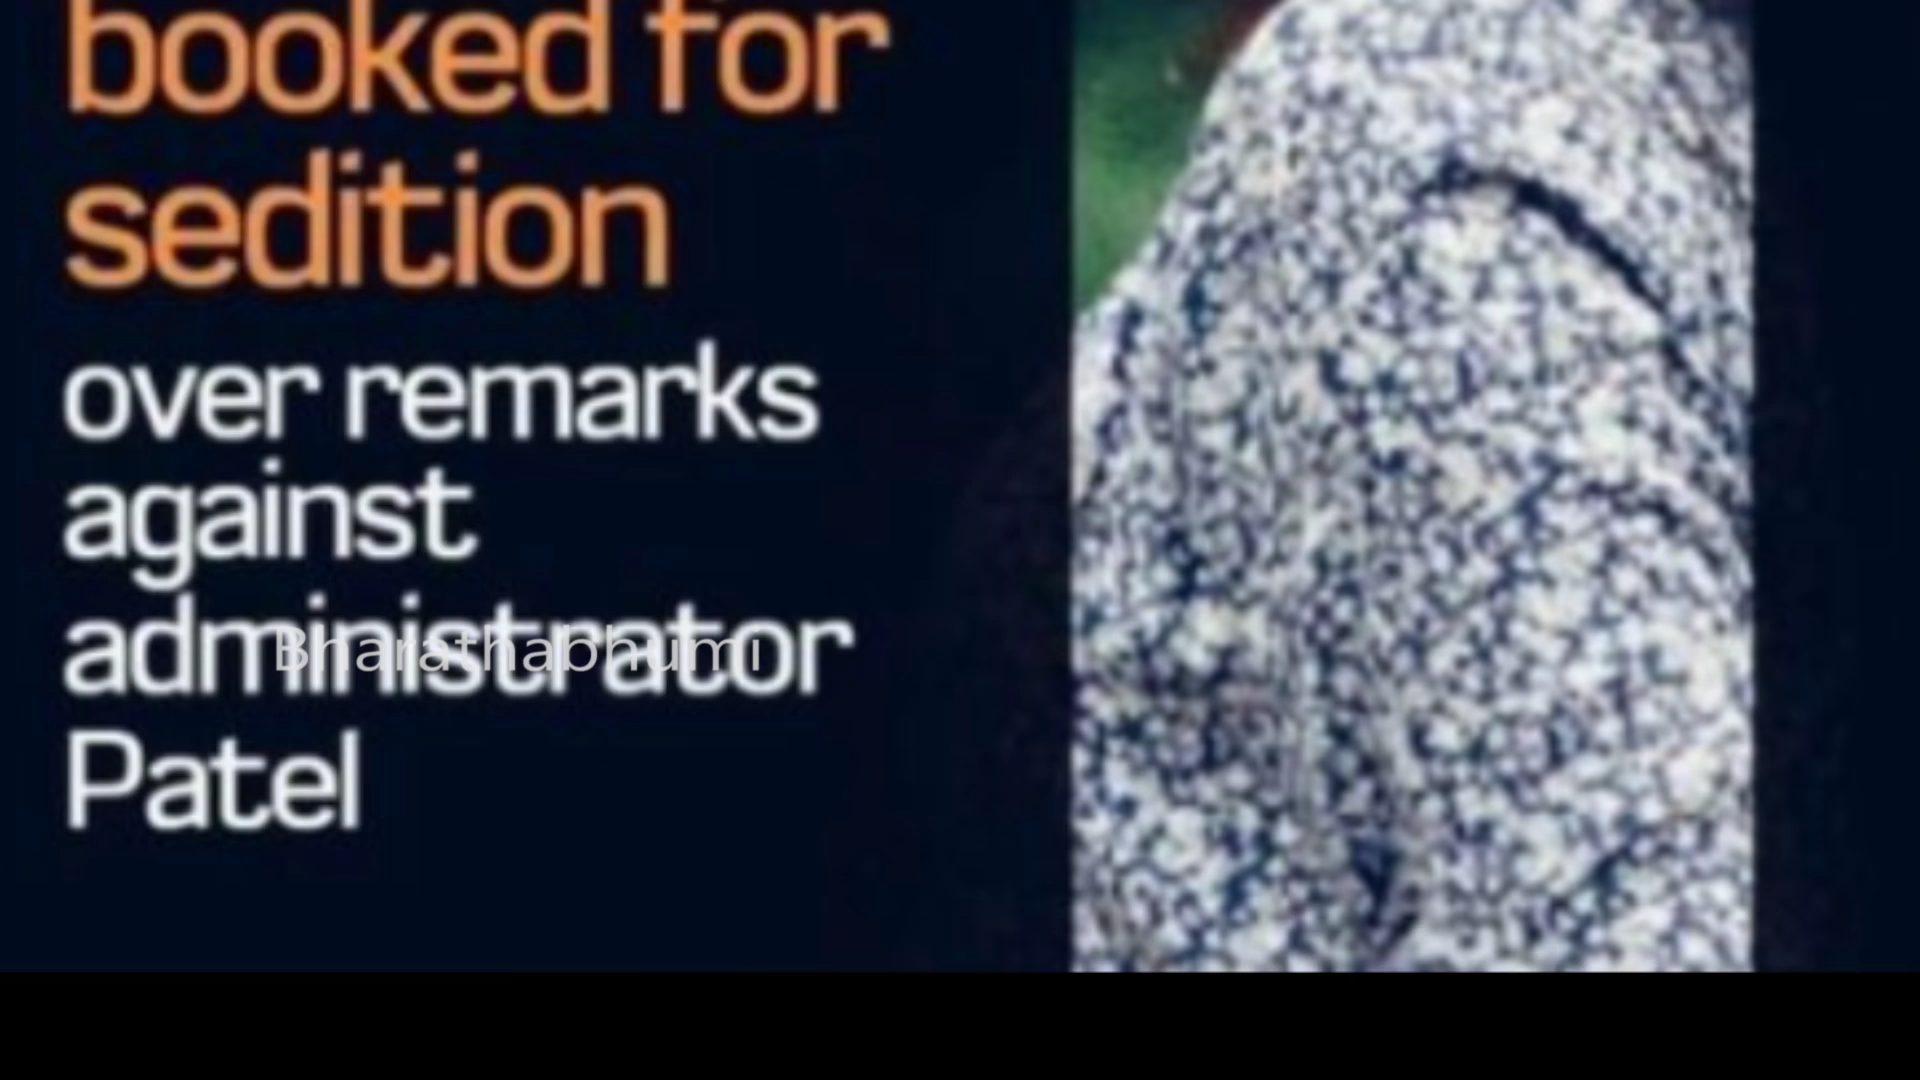 booked for
sedition
over remarks
against
administrator
Bharathabhumi
Patel